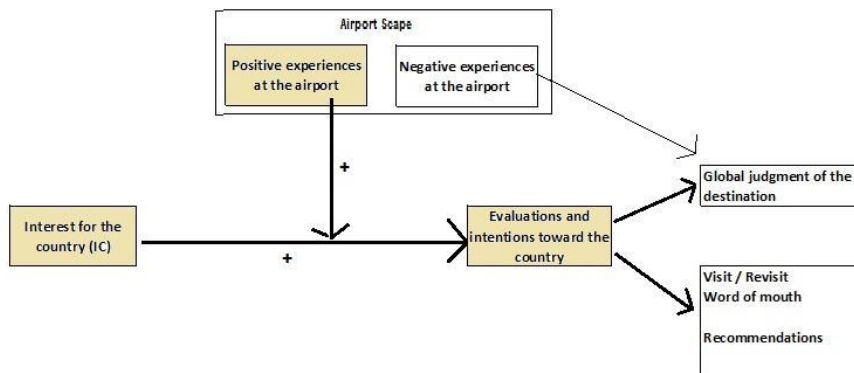 Airport Scape
Positive experiences
at the airport
Negative experiences
at the airport
+
Global judgment of the
destination
Interest for the
country (IC)
+
Evaluations and
intentions toward the
country
Visit / Revisit
Word of mouth
Recommendations